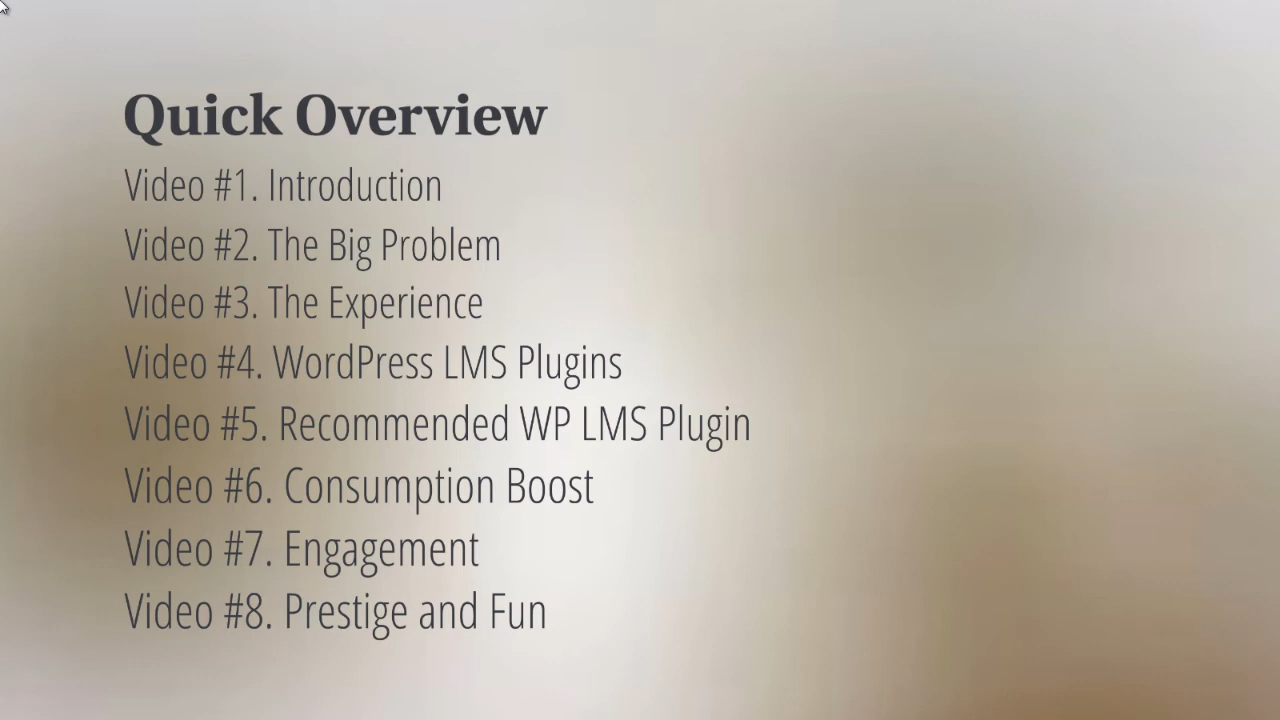 Quick Overview
Video #1. Introduction
Video #2. The Big Problem
Video #3. The Experience
Video #4. WordPress LMS Plugins
Video #5. Recommended WP LMS Plugin
Video #6. Consumption Boost
Video #7. Engagement
Video #8. Prestige and Fun